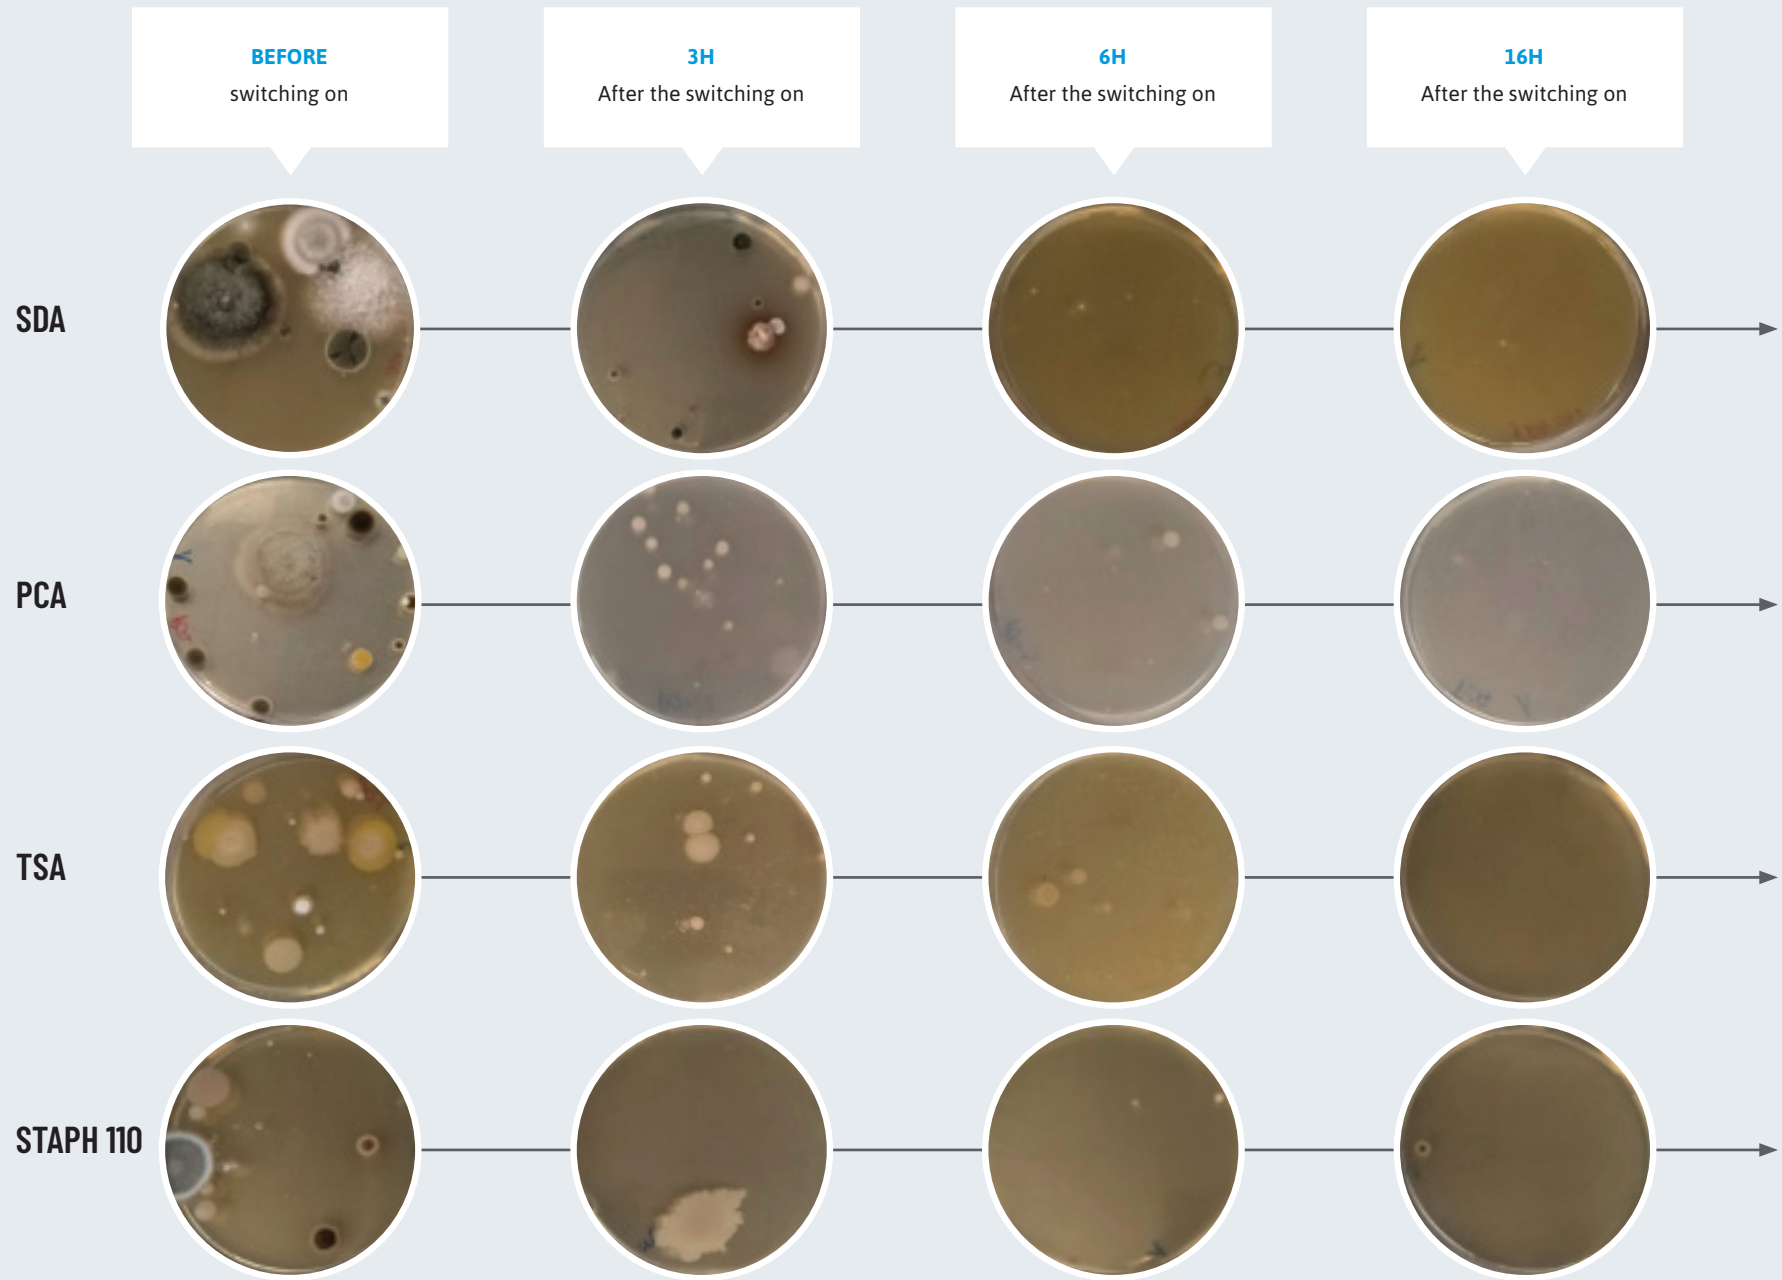 BEFORE
switching on
3H
After the switching on
6H
After the switching on
16H
After the switching on
SDA
PCA
TSA
STAPH 110